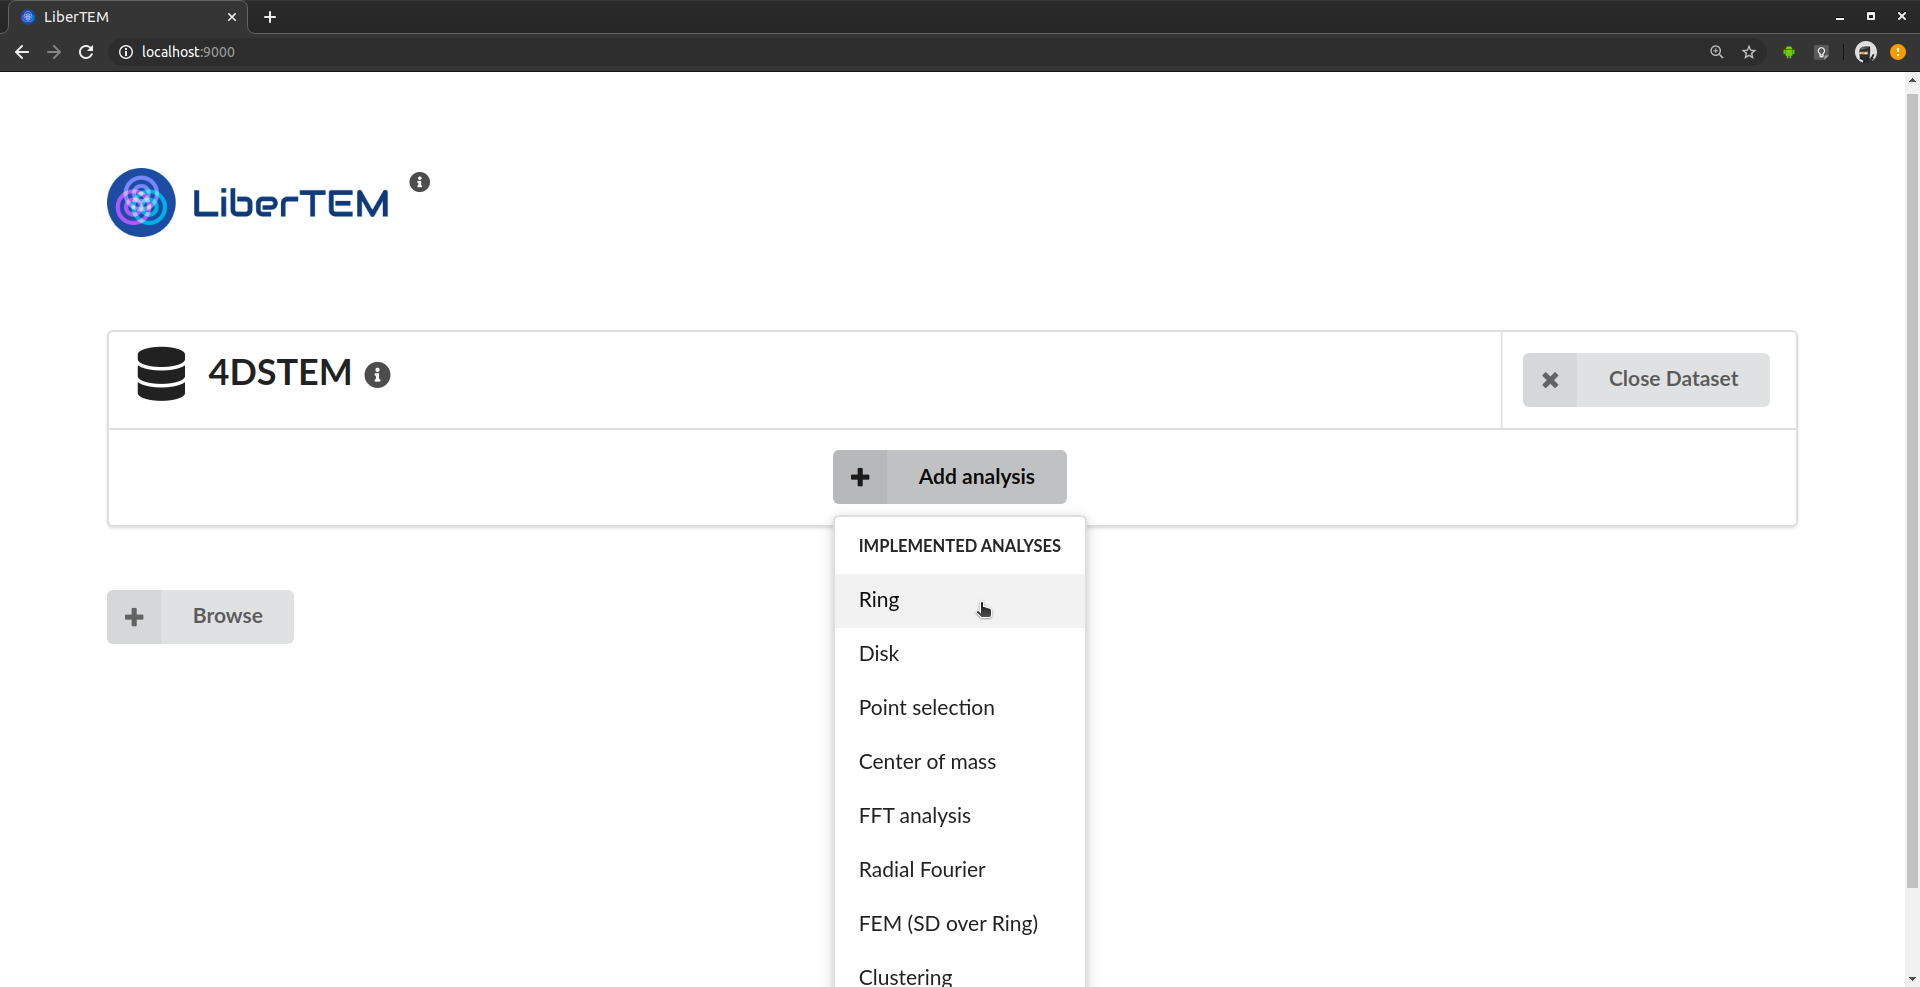 LiberTEM
localhost:9000
LiberTEM
4DSTEM
Close Dataset
Add analysis
IMPLEMENTED ANALYSES
Ring
Browse
Disk
Point selection
Center of mass
FFT analysis
Radial Fourier
FEM (SD over Ring)
Clustering